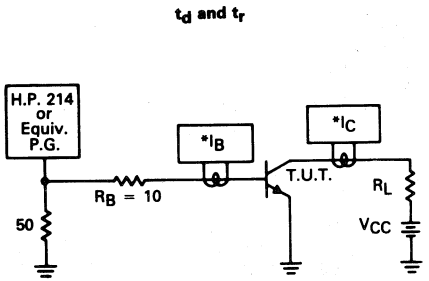 td and tr
H.P. 214
or
Equiv.
P.G.
*IB
*IC
T.U.T.
RB = 10
RL
50
VCC